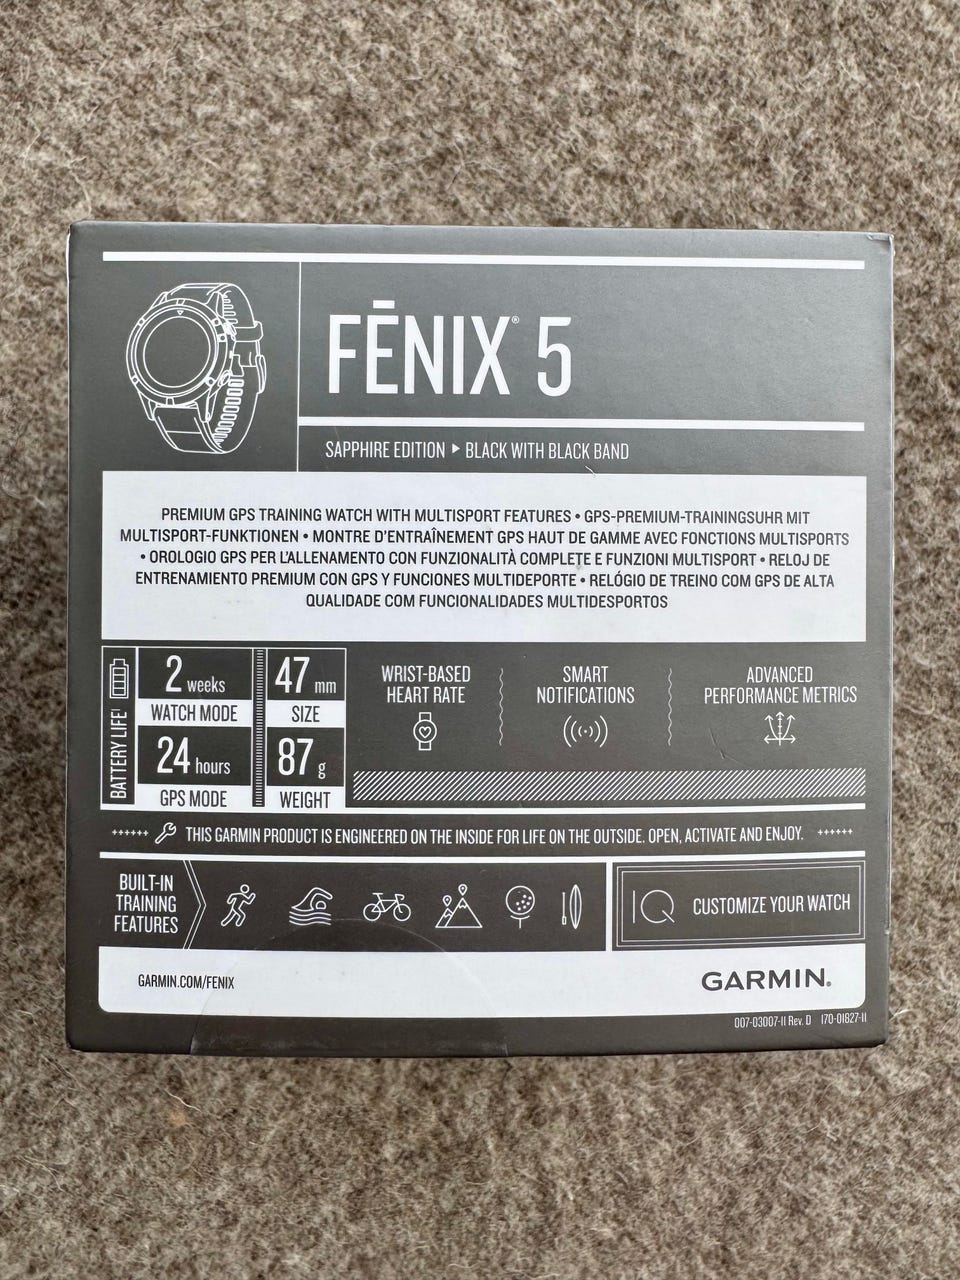 FĒNIX® 5
SAPPHIRE EDITION ▸ BLACK WITH BLACK BAND
PREMIUM GPS TRAINING WATCH WITH MULTISPORT FEATURES • GPS-PREMIUM-TRAININGSUHR MIT
MULTISPORT-FUNKTIONEN • MONTRE D'ENTRAÎNEMENT GPS HAUT DE GAMME AVEC FONCTIONS MULTISPORTS
• OROLOGIO GPS PER L'ALLENAMENTO CON FUNZIONALITÀ COMPLETE E FUNZIONI MULTISPORT • RELOJ DE
ENTRENAMIENTO PREMIUM CON GPS Y FUNCIONES MULTIDEPORTE • RELÓGIO DE TREINO COM GPS DE ALTA
QUALIDADE COM FUNCIONALIDADES MULTIDESPORTOS
BATTERY LIFE¹
2 weeks
WATCH MODE
24 hours
GPS MODE
47 mm
SIZE
87 g
WEIGHT
WRIST-BASED
HEART RATE
SMART
NOTIFICATIONS
ADVANCED
PERFORMANCE METRICS
THIS GARMIN PRODUCT IS ENGINEERED ON THE INSIDE FOR LIFE ON THE OUTSIDE. OPEN, ACTIVATE AND ENJOY.
BUILT-IN
TRAINING
FEATURES
IQ CUSTOMIZE YOUR WATCH
GARMIN.COM/FENIX
GARMIN®
007-03007-11 Rev. D 170-01827-11